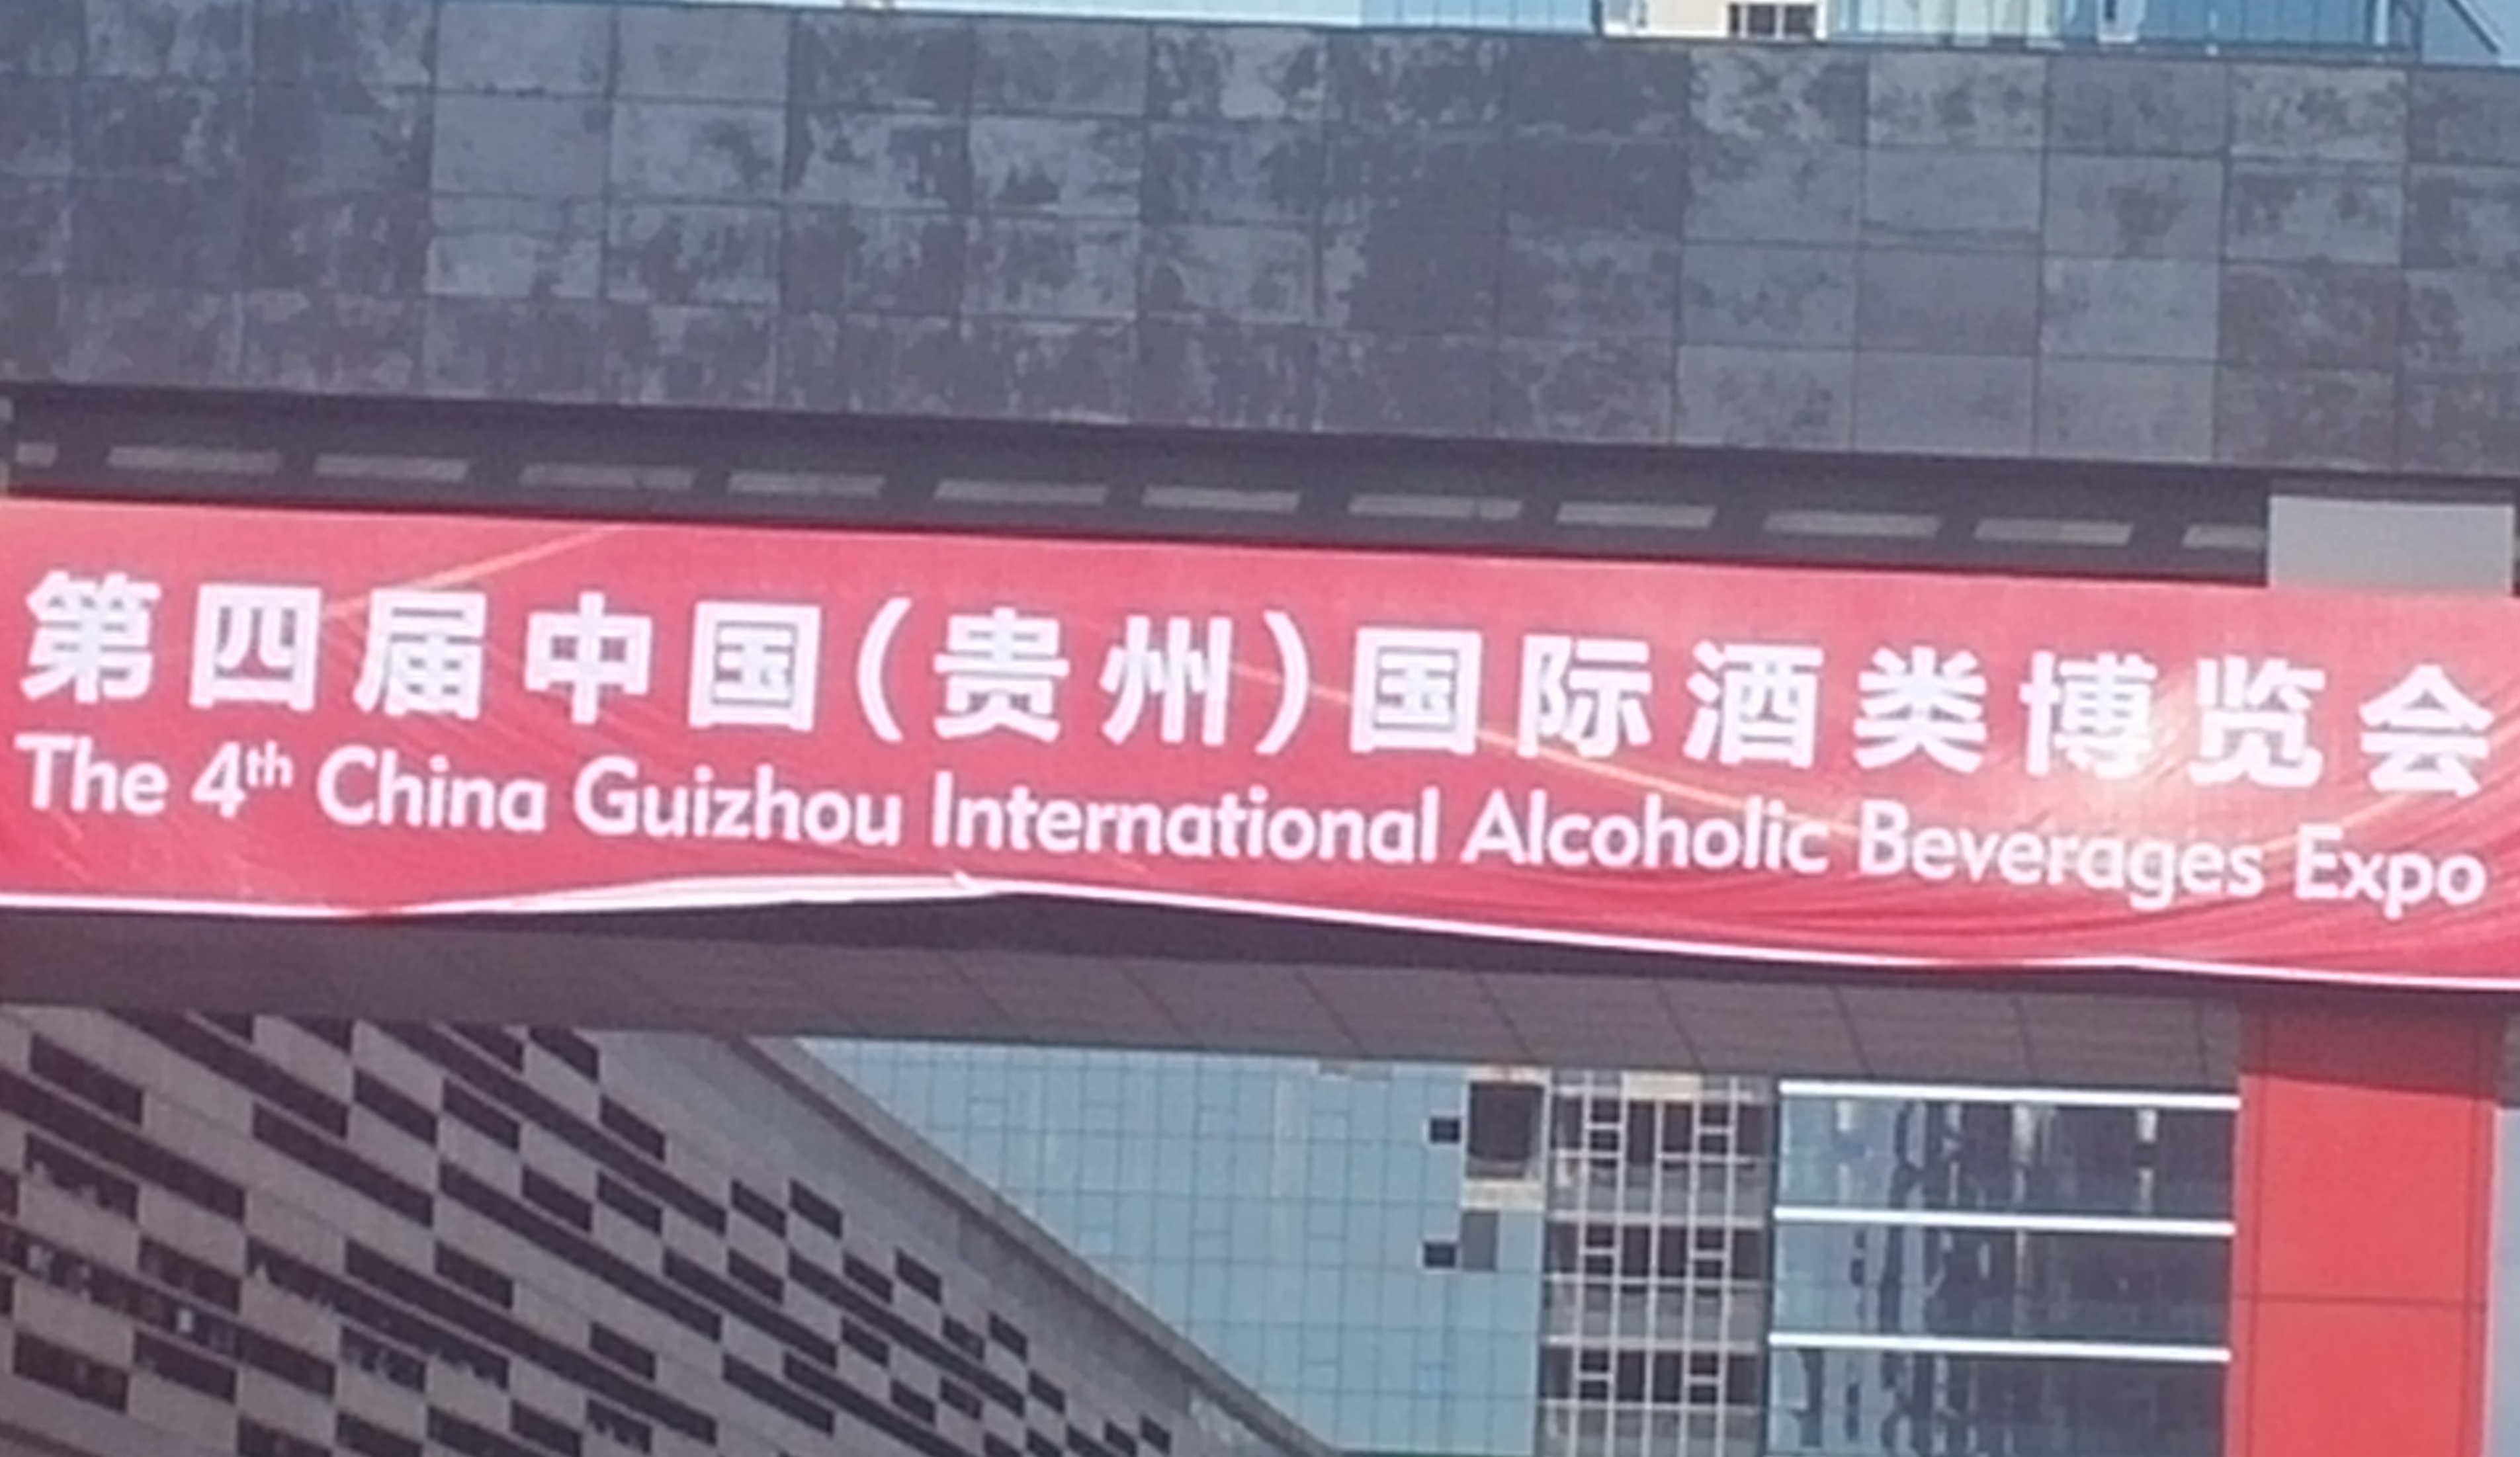 第四届中国(贵州)国际酒类博览会
The 4th China Guizhou International Alcoholic Beverages Expo